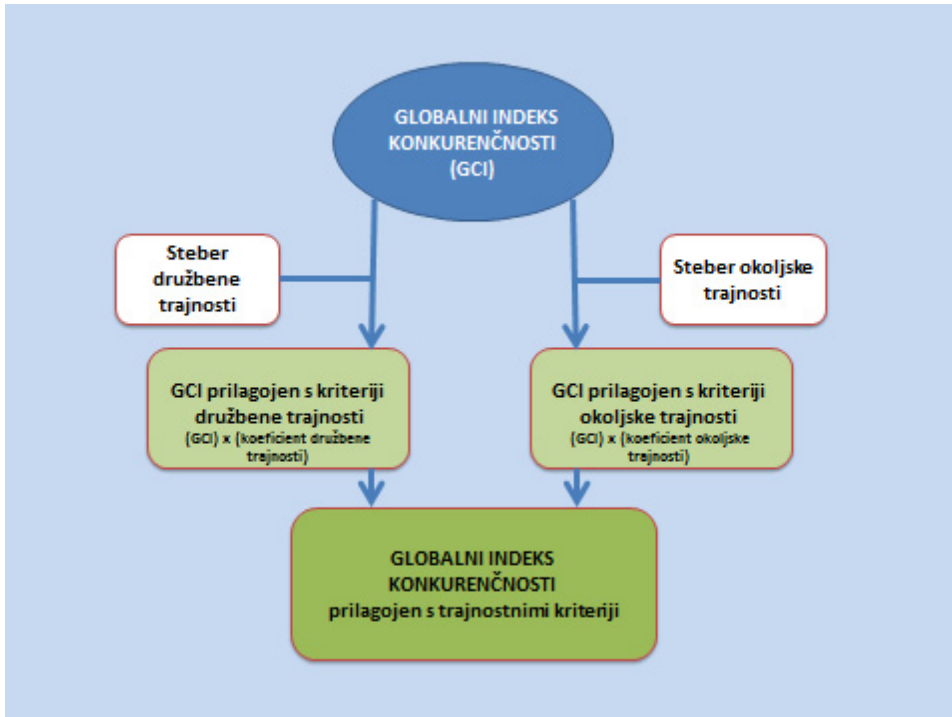 GLOBALNI INDEKS
KONKURENČNOSTI
(GCI)
Steber
družbene
trajnosti
Steber okoljske
trajnosti
GCI prilagojen s kriteriji
družbene trajnosti
(GCI) x (koeficient družbene
trajnosti)
GCI prilagojen s kriteriji
okoljske trajnosti
(GCI) x (koeficient okoljske
trajnosti)
GLOBALNI INDEKS
KONKURENČNOSTI
prilagojen s trajnostnimi kriteriji